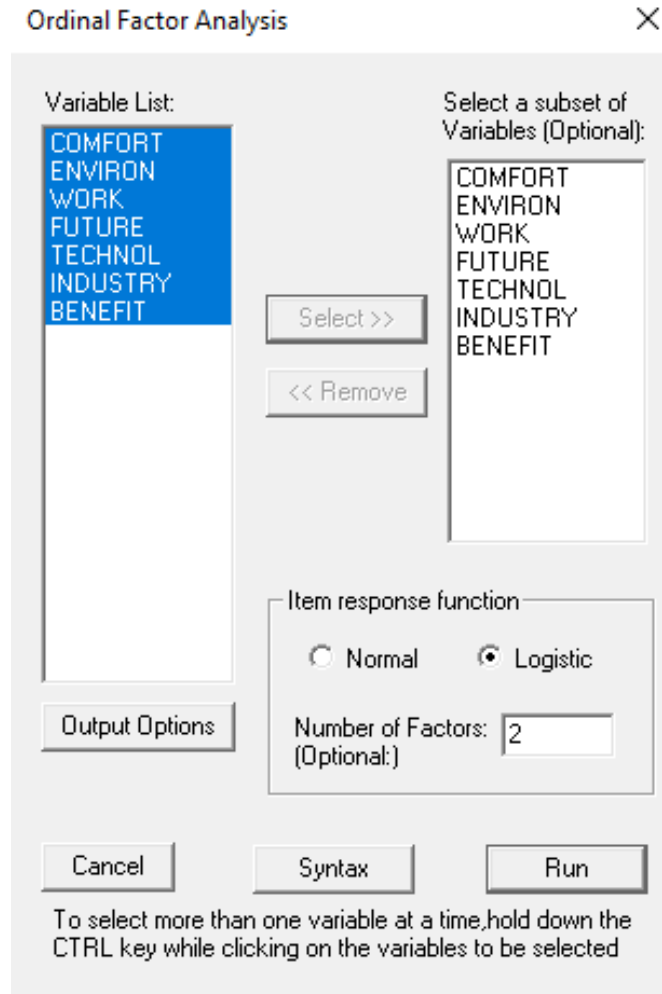 Ordinal Factor Analysis
Variable List:
COMFORT
ENVIRON
WORK
FUTURE
TECHNOL
INDUSTRY
BENEFIT
Select >>
<< Remove
Select a subset of
Variables (Optional):
COMFORT
ENVIRON
WORK
FUTURE
TECHNOL
INDUSTRY
BENEFIT
Item response function
Normal
Logistic
Output Options
Number of Factors: 2
(Optional:)
Cancel
Syntax
Run
To select more than one variable at a time,hold down the
CTRL key while clicking on the variables to be selected